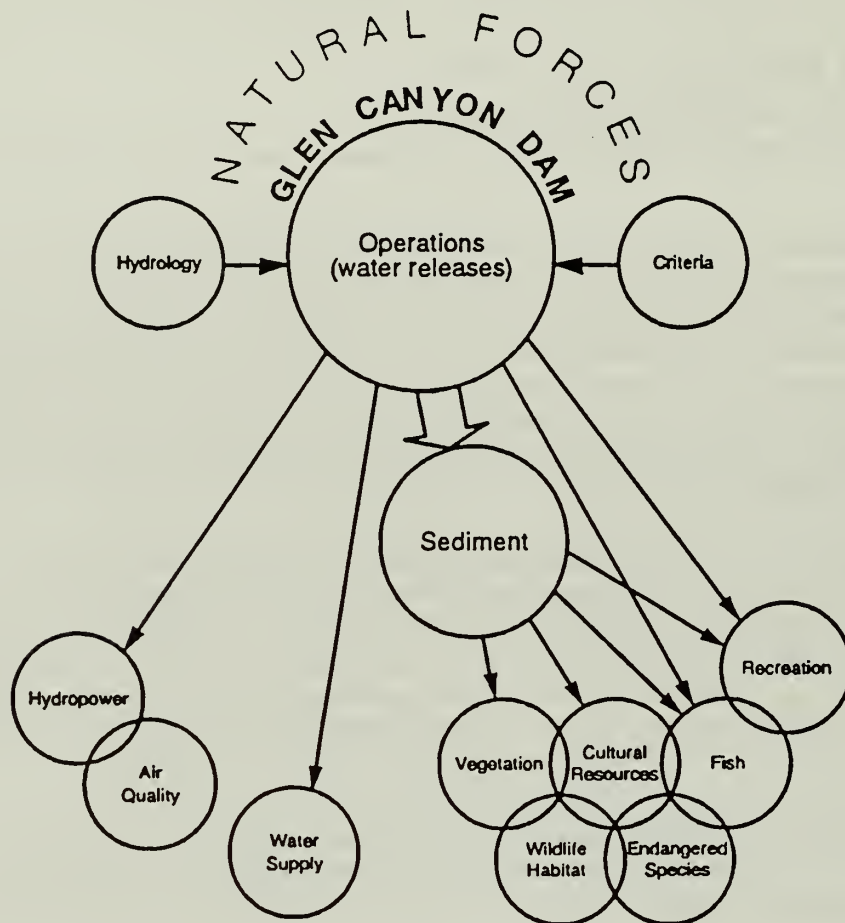 NATURAL FORCES
GLEN CANYON DAM
Hydrology
Operations
(water releases)
Criteria
Sediment
Recreation
Hydropower
Vegetation
Cultural
Resources
Fish
Air
Quality
Water
Supply
Wildlife
Habitat
Endangered
Species